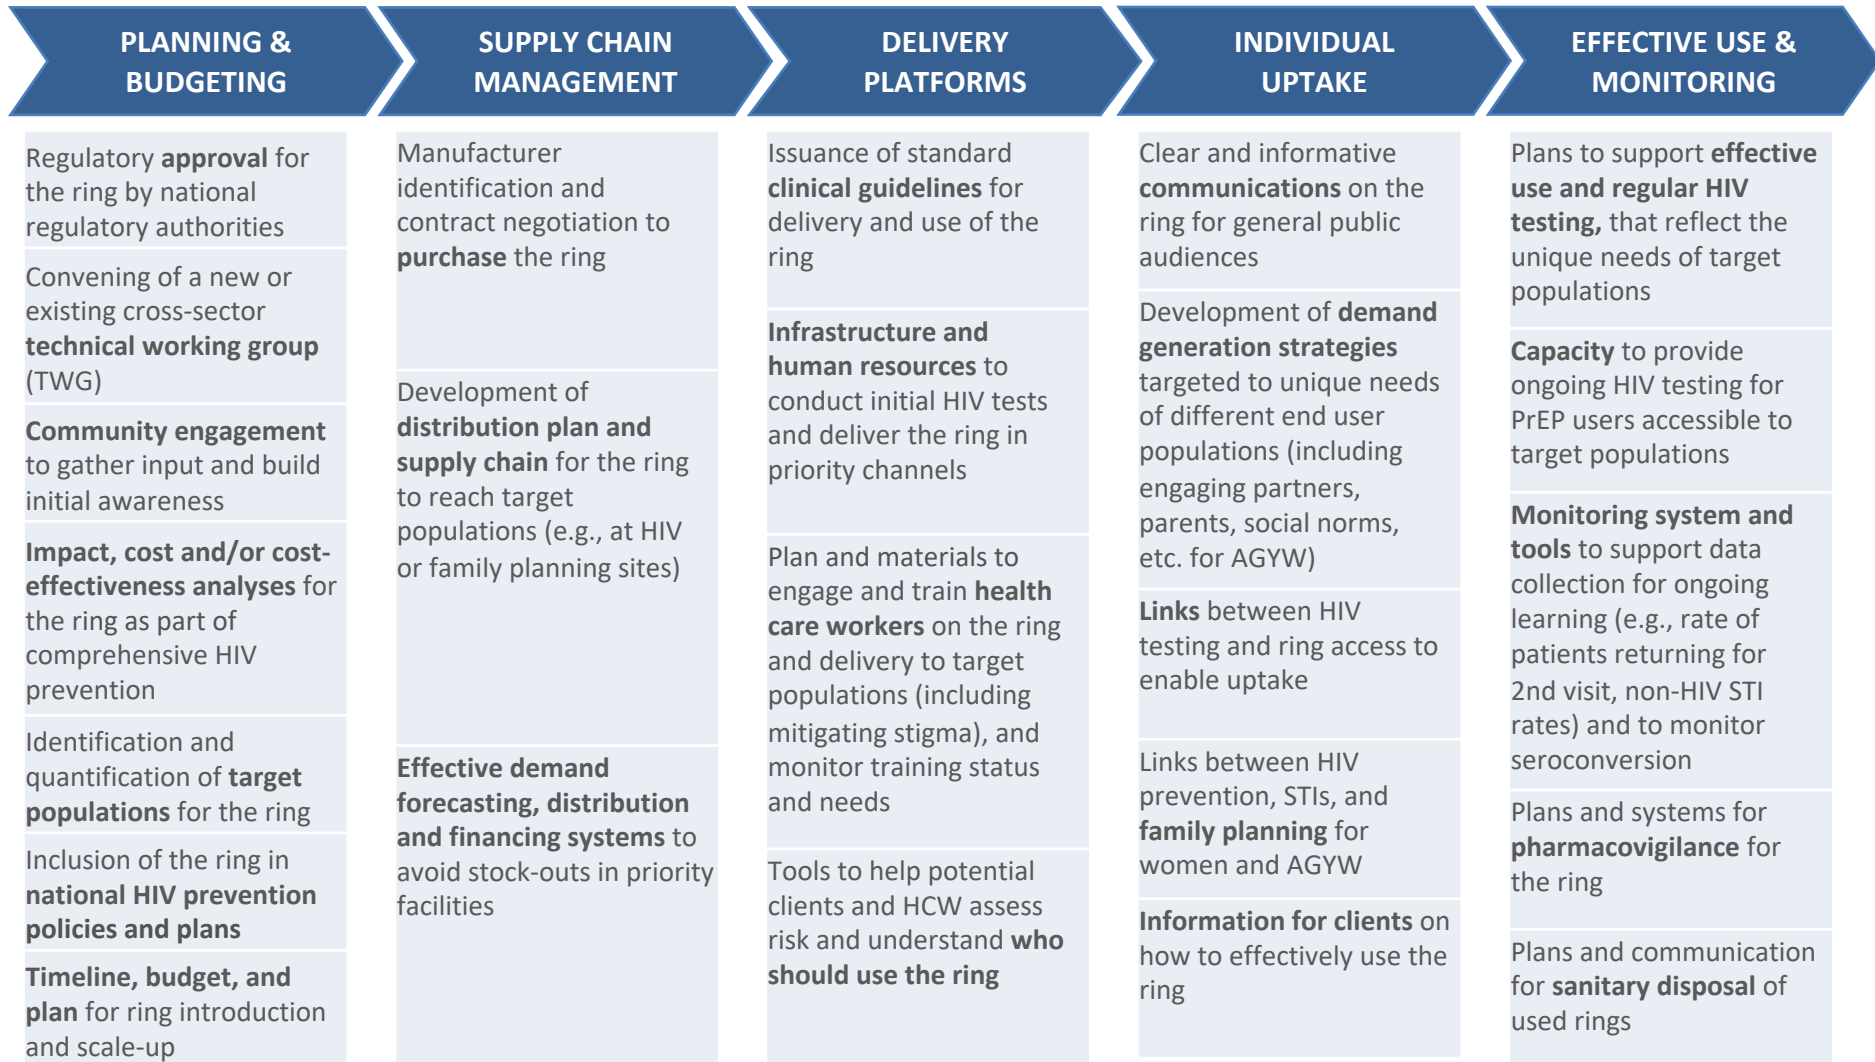 PLANNING &
BUDGETING
SUPPLY CHAIN
MANAGEMENT
DELIVERY
PLATFORMS
INDIVIDUAL
UPTAKE
EFFECTIVE USE &
MONITORING
Regulatory approval for
the ring by national
regulatory authorities
Convening of a new or
existing cross-sector
technical working group
(TWG)
Community engagement
to gather input and build
initial awareness
Impact, cost and/or cost-
effectiveness analyses for
the ring as part of
comprehensive HIV
prevention
Identification and
quantification of target
populations for the ring
Inclusion of the ring in
national HIV prevention
policies and plans
Timeline, budget, and
plan for ring introduction
and scale-up
Manufacturer
identification and
contract negotiation to
purchase the ring
Development of
distribution plan and
supply chain for the ring
to reach target
populations (e.g., at HIV
or family planning sites)
Effective demand
forecasting, distribution
and financing systems to
avoid stock-outs in priority
facilities
Issuance of standard
clinical guidelines for
delivery and use of the
ring
Infrastructure and
human resources to
conduct initial HIV tests
and deliver the ring in
priority channels
Plan and materials to
engage and train health
care workers on the ring
and delivery to target
populations (including
mitigating stigma), and
monitor training status
and needs
Tools to help potential
clients and HCW assess
risk and understand who
should use the ring
Clear and informative
communications on the
ring for general public
audiences
Development of demand
generation strategies
targeted to unique needs
of different end user
populations (including
engaging partners,
parents, social norms,
etc. for AGYW)
Links between HIV
testing and ring access to
enable uptake
Links between HIV
prevention, STIs, and
family planning for
women and AGYW
Information for clients on
how to effectively use the
ring
Plans to support effective
use and regular HIV
testing, that reflect the
unique needs of target
populations
Capacity to provide
ongoing HIV testing for
PrEP users accessible to
target populations
Monitoring system and
tools to support data
collection for ongoing
learning (e.g., rate of
patients returning for
2nd visit, non-HIV STI
rates) and to monitor
seroconversion
Plans and systems for
pharmacovigilance for
the ring
Plans and communication
for sanitary disposal of
used rings